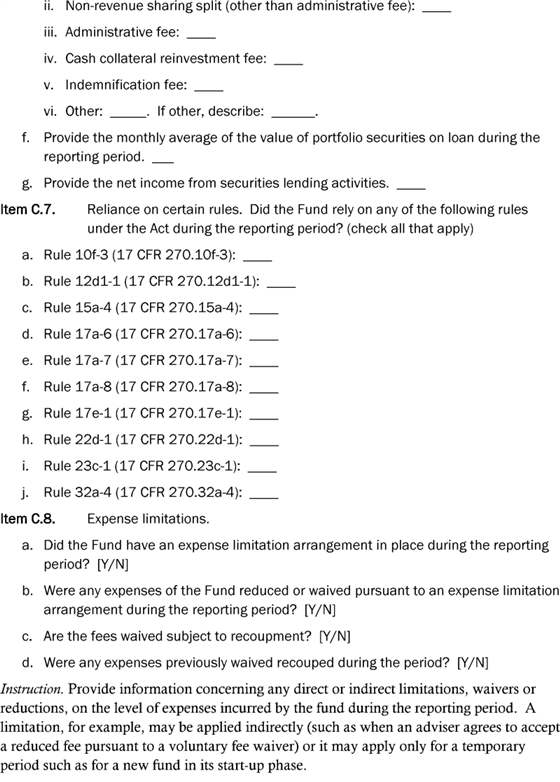 ii. Non-revenue sharing split (other than administrative fee): ____
iii. Administrative fee: ____
iv. Cash collateral reinvestment fee: ____
v. Indemnification fee: ____
vi. Other: _____. If other, describe: ______.
f. Provide the monthly average of the value of portfolio securities on loan during the
reporting period. ___
g. Provide the net income from securities lending activities. ____
Item C.7. Reliance on certain rules. Did the Fund rely on any of the following rules
under the Act during the reporting period? (check all that apply)
a. Rule 10f-3 (17 CFR 270.10f-3): ____
b. Rule 12d1-1 (17 CFR 270.12d1-1): ____
c. Rule 15a-4 (17 CFR 270.15a-4): ____
d. Rule 17a-6 (17 CFR 270.17a-6): ____
e. Rule 17a-7 (17 CFR 270.17a-7): ____
f. Rule 17a-8 (17 CFR 270.17a-8): ____
g. Rule 17e-1 (17 CFR 270.17e-1): ____
h. Rule 22d-1 (17 CFR 270.22d-1): ____
i. Rule 23c-1 (17 CFR 270.23c-1): ____
j. Rule 32a-4 (17 CFR 270.32a-4): ____
Item C.8. Expense limitations.
a. Did the Fund have an expense limitation arrangement in place during the reporting
period? [Y/N]
b. Were any expenses of the Fund reduced or waived pursuant to an expense limitation
arrangement during the reporting period? [Y/N]
c. Are the fees waived subject to recoupment? [Y/N]
d. Were any expenses previously waived recouped during the period? [Y/N]
Instruction. Provide information concerning any direct or indirect limitations, waivers or
reductions, on the level of expenses incurred by the fund during the reporting period. A
limitation, for example, may be applied indirectly (such as when an adviser agrees to accept
a reduced fee pursuant to a voluntary fee waiver) or it may apply only for a temporary
period such as for a new fund in its start-up phase.